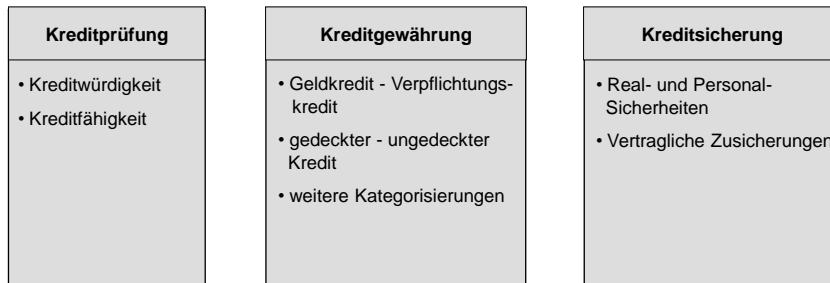 Kreditprüfung
• Kreditwürdigkeit
• Kreditfähigkeit
Kreditgewährung
• Geldkredit - Verpflichtungs-
kredit
• gedeckter - ungedeckter
Kredit
• weitere Kategorisierungen
Kreditsicherung
• Real- und Personal-
Sicherheiten
• Vertragliche Zusicherungen